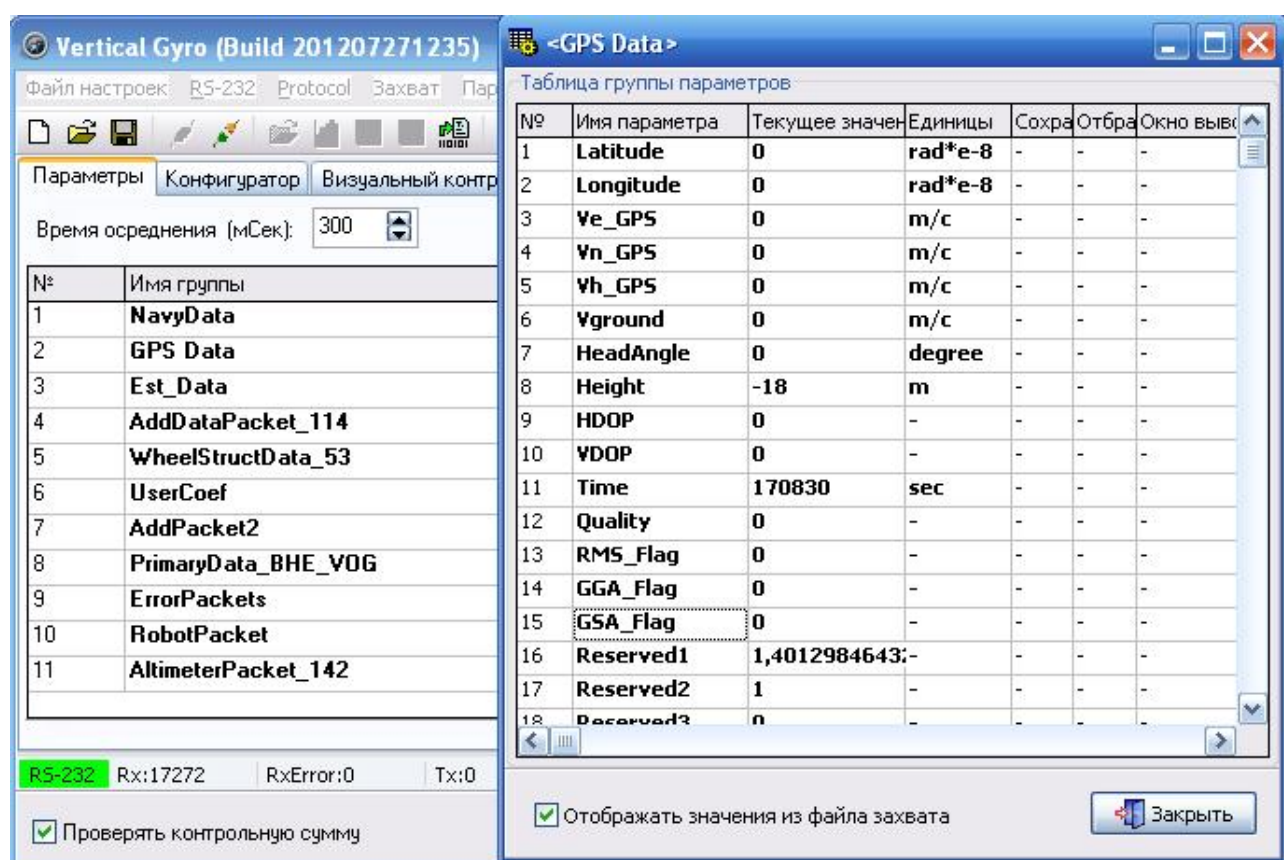 Vertical Gyro (Build 201207271235)
Файл настроек RS-232 Protocol Захват Пар
Параметры Конфигуратор Визуальный контр
Время осреднения (мСек): 300
№ Имя группы
1 NavyData
2 GPS Data
3 Est_Data
4 AddDataPacket_114
5 WheelStructData_53
6 UserCoef
7 AddPacket2
8 PrimaryData_BHE_VOG
9 ErrorPackets
10 RobotPacket
11 AltimeterPacket_142
RS-232 Rx:17272 RxError:0 Tx:0
Проверять контрольную сумму
<GPS Data>
Таблица группы параметров
№ Имя параметра Текущее значен Единицы Сохра Отбра Окно выво
1 Latitude 0 rad*e-8 - - -
2 Longitude 0 rad*e-8 - - -
3 Ve_GPS 0 m/c - - -
4 Vn_GPS 0 m/c - - -
5 Vh_GPS 0 m/c - - -
6 Vground 0 m/c - - -
7 HeadAngle 0 degree - - -
8 Height -18 m - - -
9 HDOP 0 - - - -
10 VDOP 0 - - - -
11 Time 170830 sec - - -
12 Quality 0 - - - -
13 RMS_Flag 0 - - - -
14 GGA_Flag 0 - - - -
15 GSA_Flag 0 - - - -
16 Reserved1 1,4012984643 - - - -
17 Reserved2 1 - - - -
18 Reserved3 0 - - - -
Отображать значения из файла захвата
Закрыть